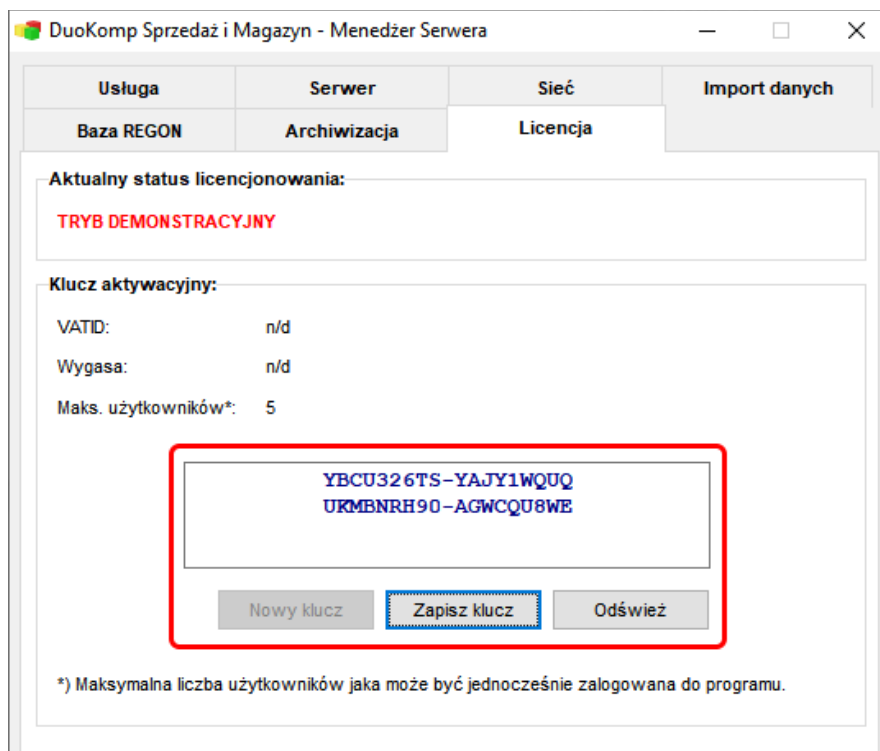 DuoKomp Sprzedaż i Magazyn - Menedżer Serwera
Usługa Serwer Sieć Import danych
Baza REGON Archiwizacja Licencja
Aktualny status licencjonowania:
TRYB DEMONSTRACYJNY
Klucz aktywacyjny:
VATID: n/d
Wygasa: n/d
Maks. użytkowników*: 5
YBCU326TS-YAJY1WQUQ
UKMBNRH90-AGWCQU8WE
Nowy klucz Zapisz klucz Odśwież
*) Maksymalna liczba użytkowników jaka może być jednocześnie zalogowana do programu.